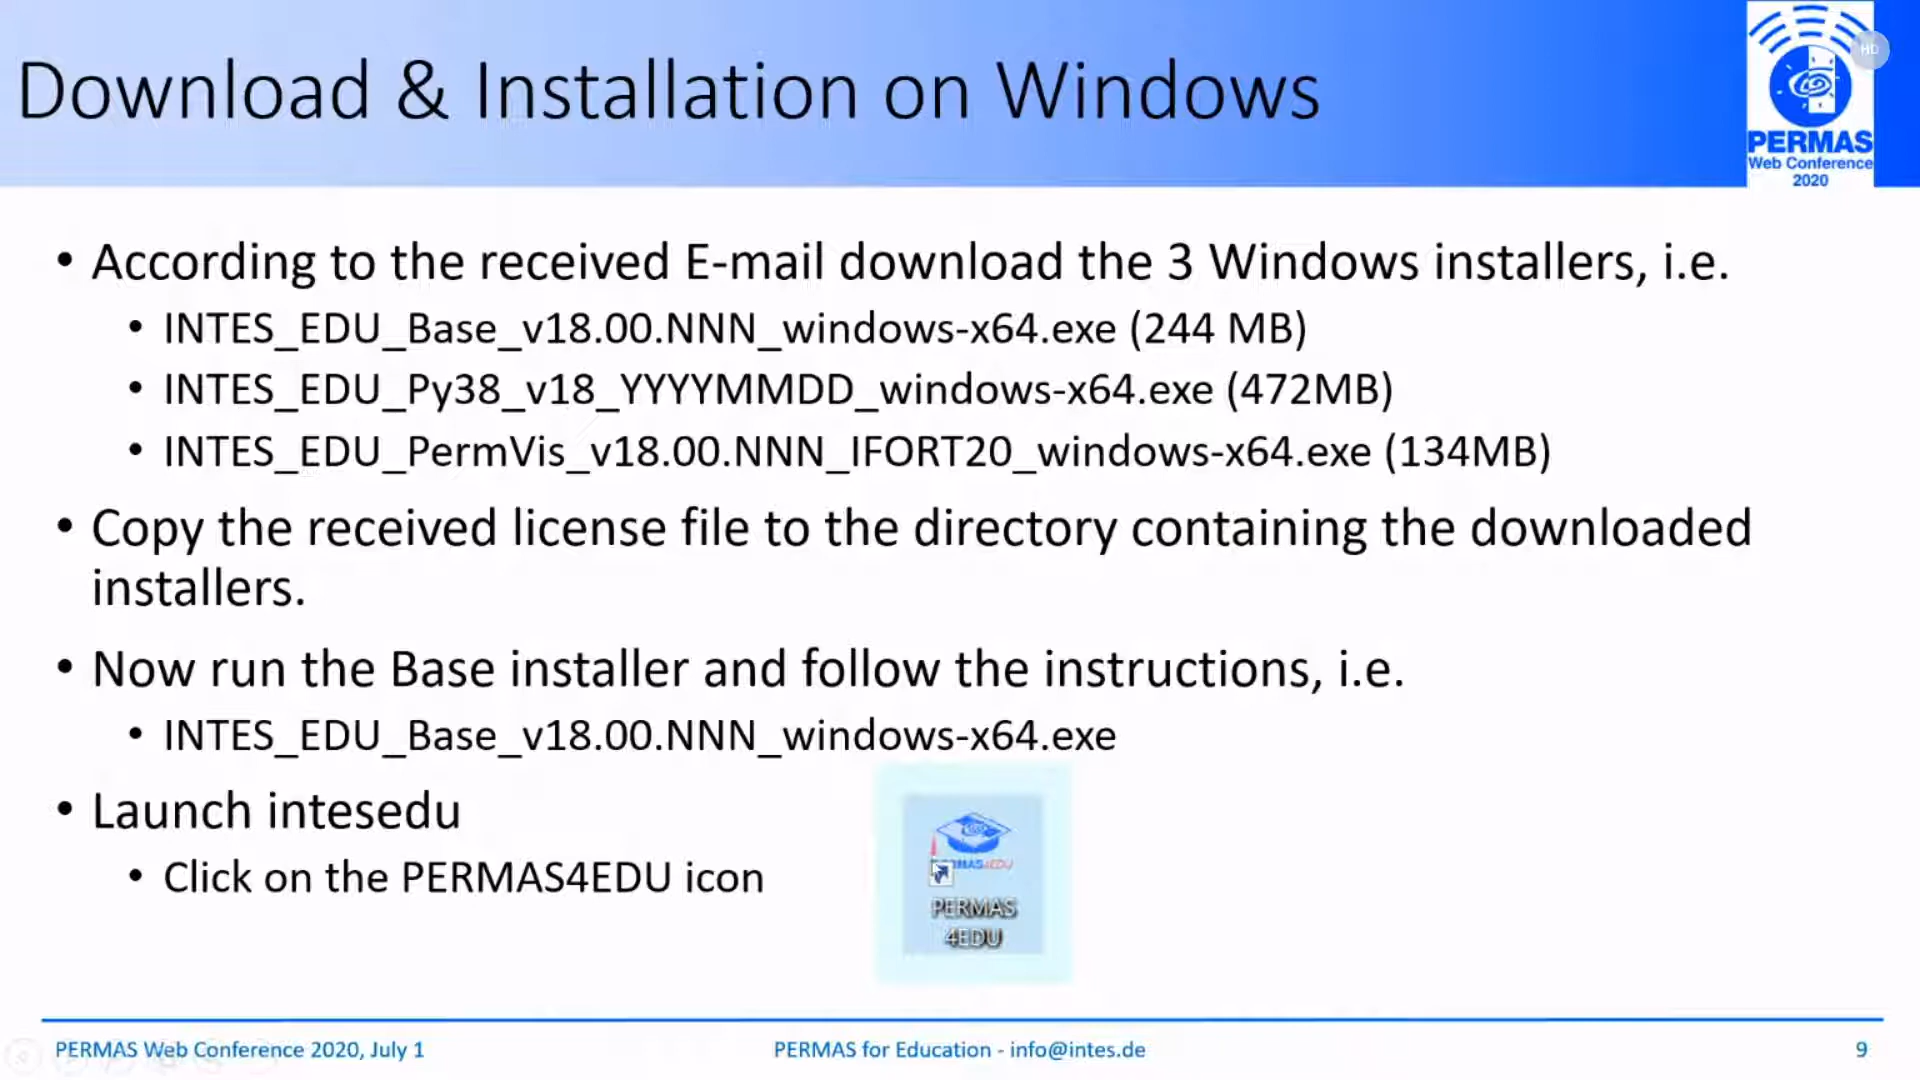 Download & Installation on Windows
HD
PERMAS
Web Conference
2020
• According to the received E-mail download the 3 Windows installers, i.e.
• INTES_EDU_Base_v18.00.NNN_windows-x64.exe (244 MB)
• INTES_EDU_Py38_v18_YYYYMMDD_windows-x64.exe (472MB)
• INTES_EDU_PermVis_v18.00.NNN_IFORT20_windows-x64.exe (134MB)
• Copy the received license file to the directory containing the downloaded
installers.
• Now run the Base installer and follow the instructions, i.e.
• INTES_EDU_Base_v18.00.NNN_windows-x64.exe
• Launch intesedu
• Click on the PERMAS4EDU icon
PERMAS
4EDU
PERMAS Web Conference 2020, July 1
PERMAS for Education - info@intes.de
9